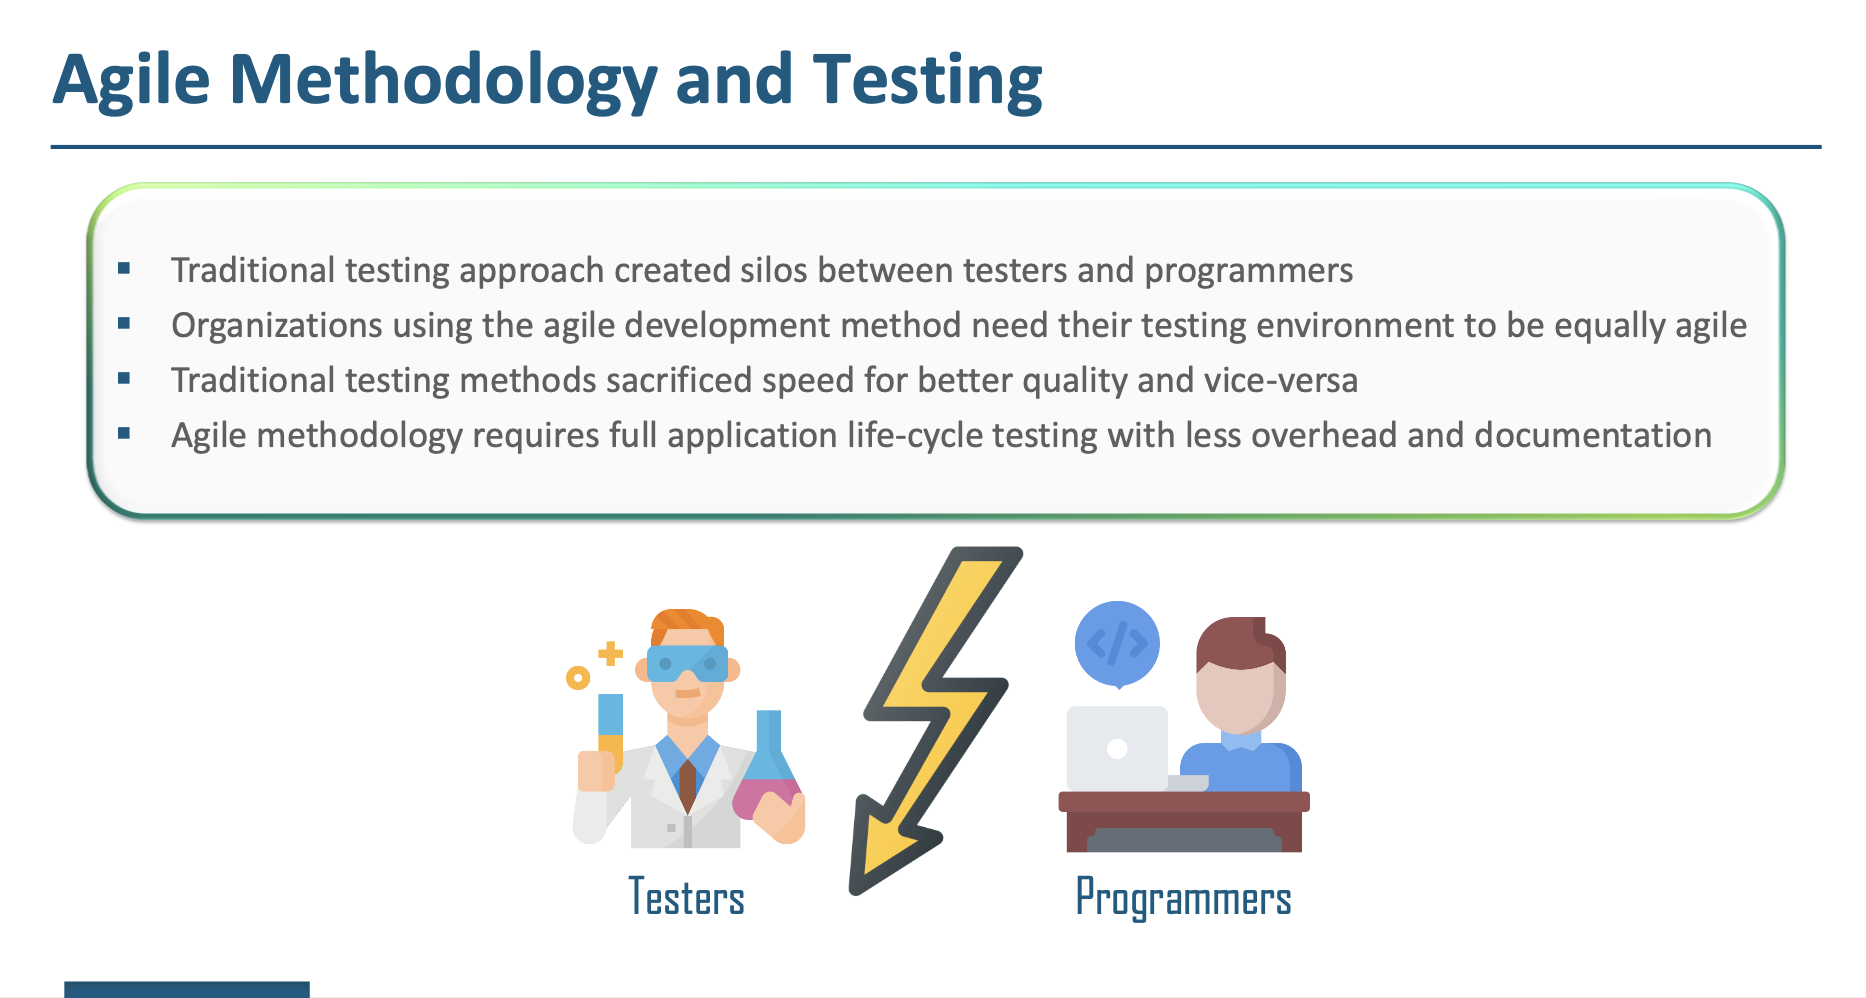 Agile Methodology and Testing
▪ Traditional testing approach created silos between testers and programmers
▪ Organizations using the agile development method need their testing environment to be equally agile
▪ Traditional testing methods sacrificed speed for better quality and vice-versa
▪ Agile methodology requires full application life-cycle testing with less overhead and documentation
</>
Testers
Programmers